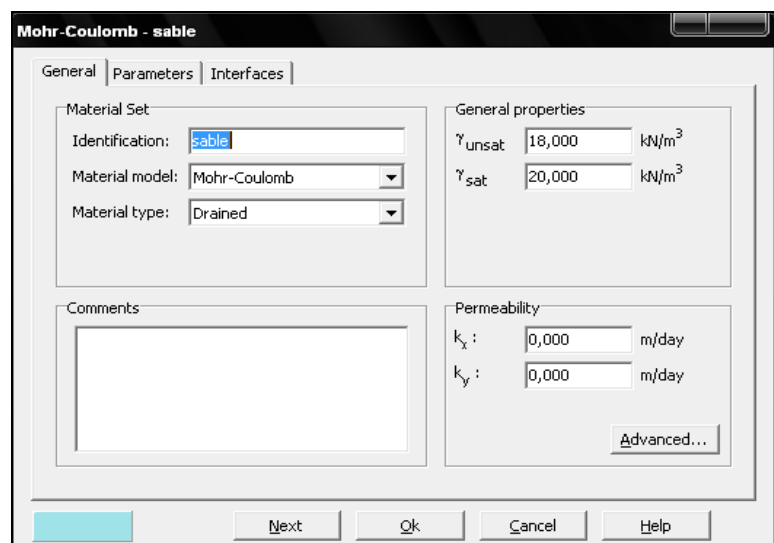 Mohr-Coulomb - sable
General Parameters Interfaces
Material Set
Identification: sable
Material model: Mohr-Coulomb
Material type: Drained
General properties
γunsat 18,000 kN/m³
γsat 20,000 kN/m³
Comments
Permeability
kx : 0,000 m/day
ky : 0,000 m/day
Advanced...
Next Ok Cancel Help